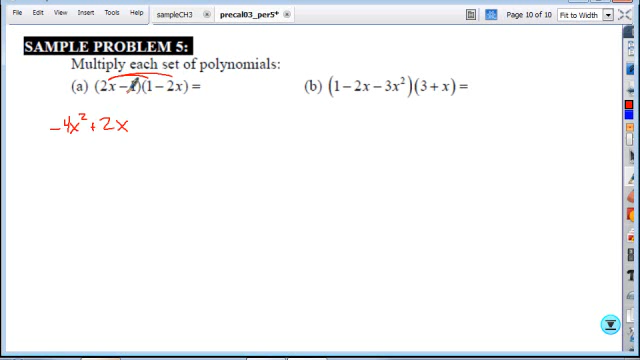 sampleCH3 precal03_per5* Page 10 of 10 Fit to Width
File Edit View Insert Tools Help
SAMPLE PROBLEM 5:
Multiply each set of polynomials:
(a) (2x − 1)(1 − 2x) = (b) (1 − 2x − 3x²)(3 + x) =
−4x² + 2x